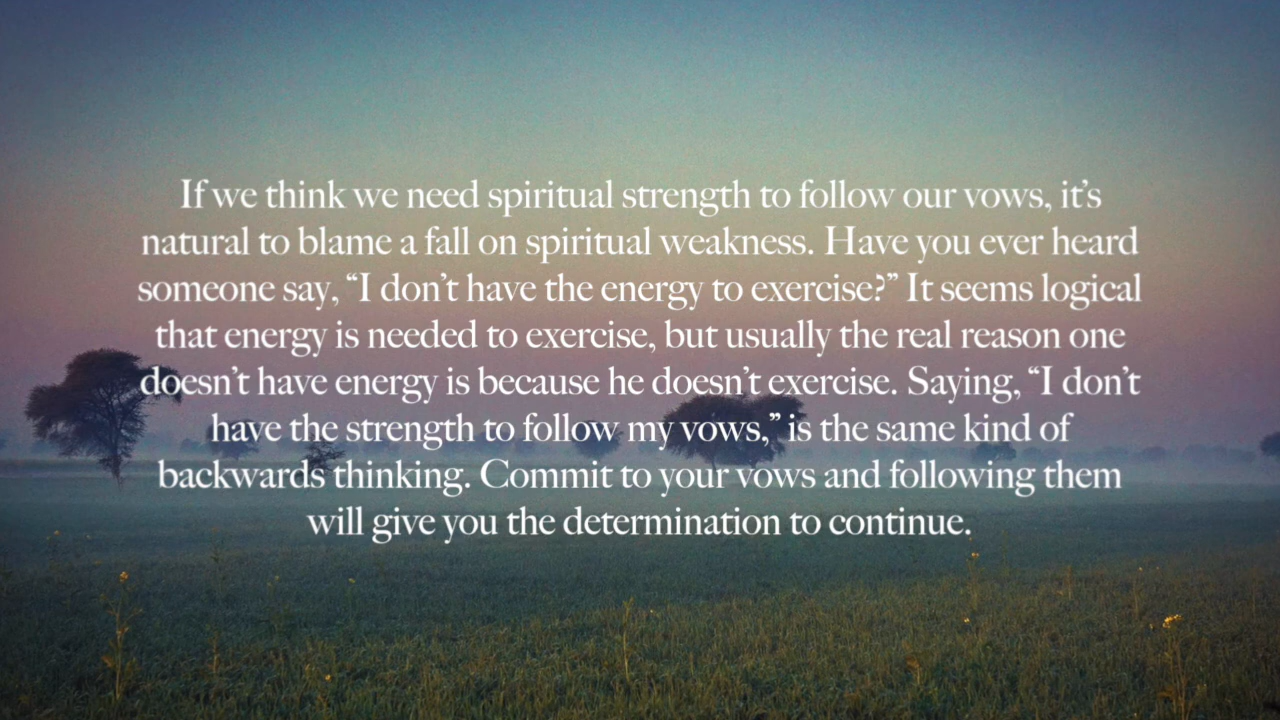 If we think we need spiritual strength to follow our vows, it’s
natural to blame a fall on spiritual weakness. Have you ever heard
someone say, “I don’t have the energy to exercise?” It seems logical
that energy is needed to exercise, but usually the real reason one
doesn’t have energy is because he doesn’t exercise. Saying, “I don’t
have the strength to follow my vows,” is the same kind of
backwards thinking. Commit to your vows and following them
will give you the determination to continue.